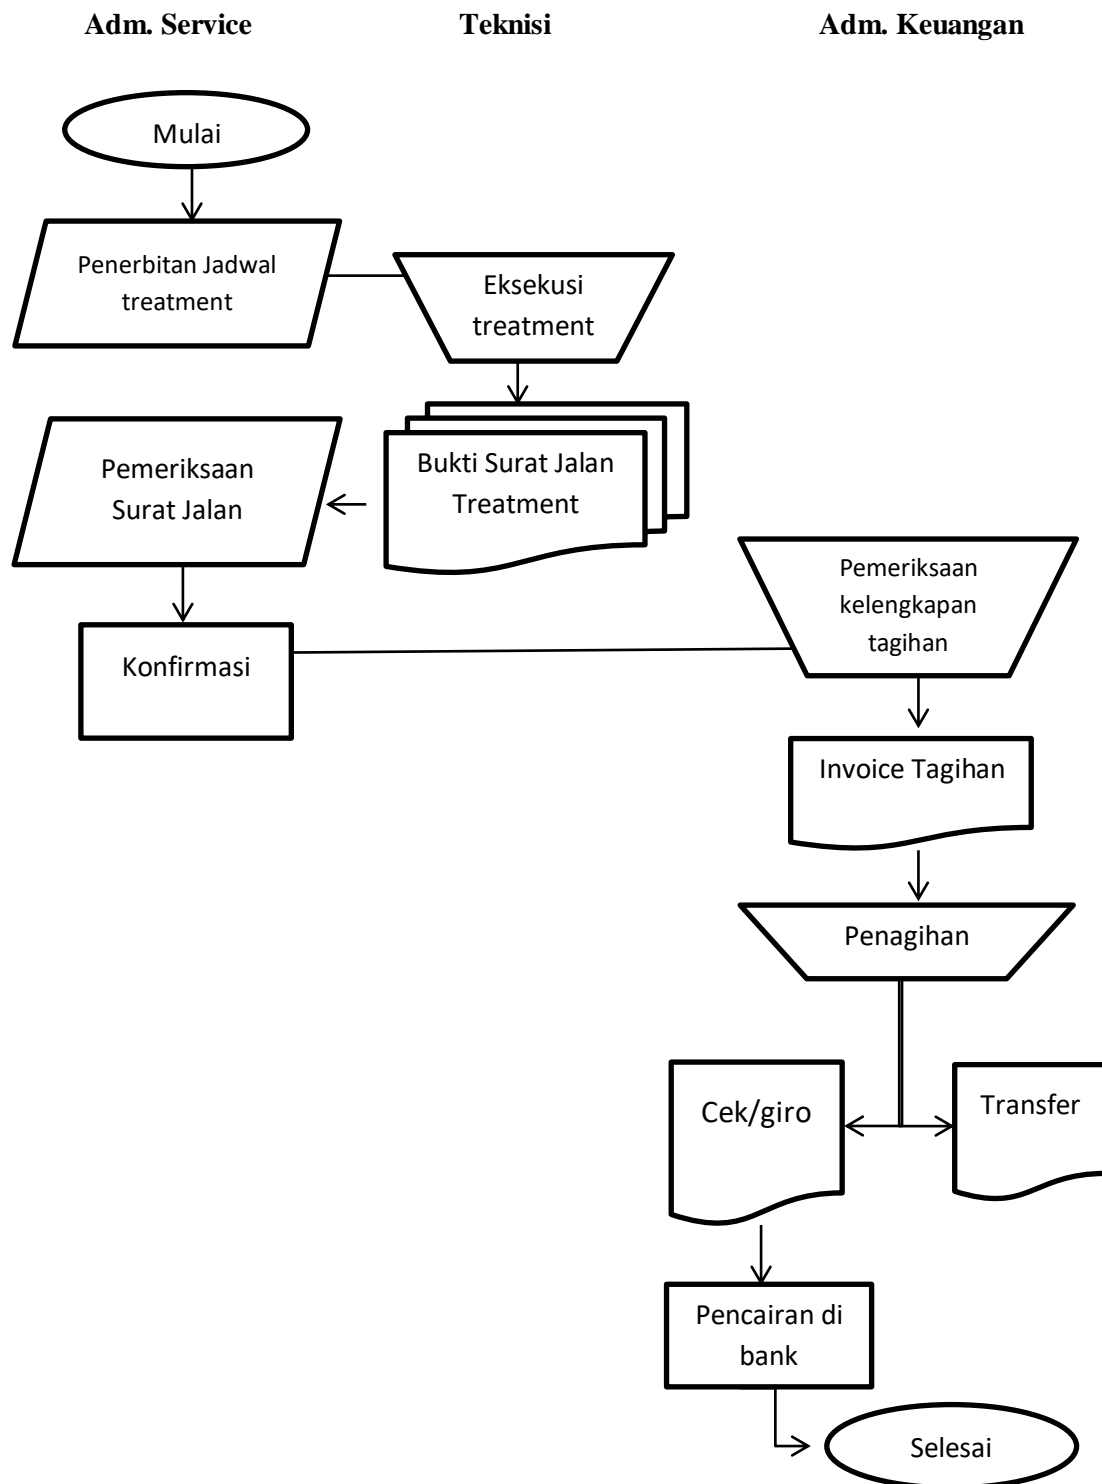 Adm. Service
Teknisi
Adm. Keuangan
Mulai
Penerbitan Jadwal
treatment
Eksekusi
treatment
Pemeriksaan
Surat Jalan
Bukti Surat Jalan
Treatment
Konfirmasi
Pemeriksaan
kelengkapan
tagihan
Invoice Tagihan
Penagihan
Cek/giro
Transfer
Pencairan di
bank
Selesai